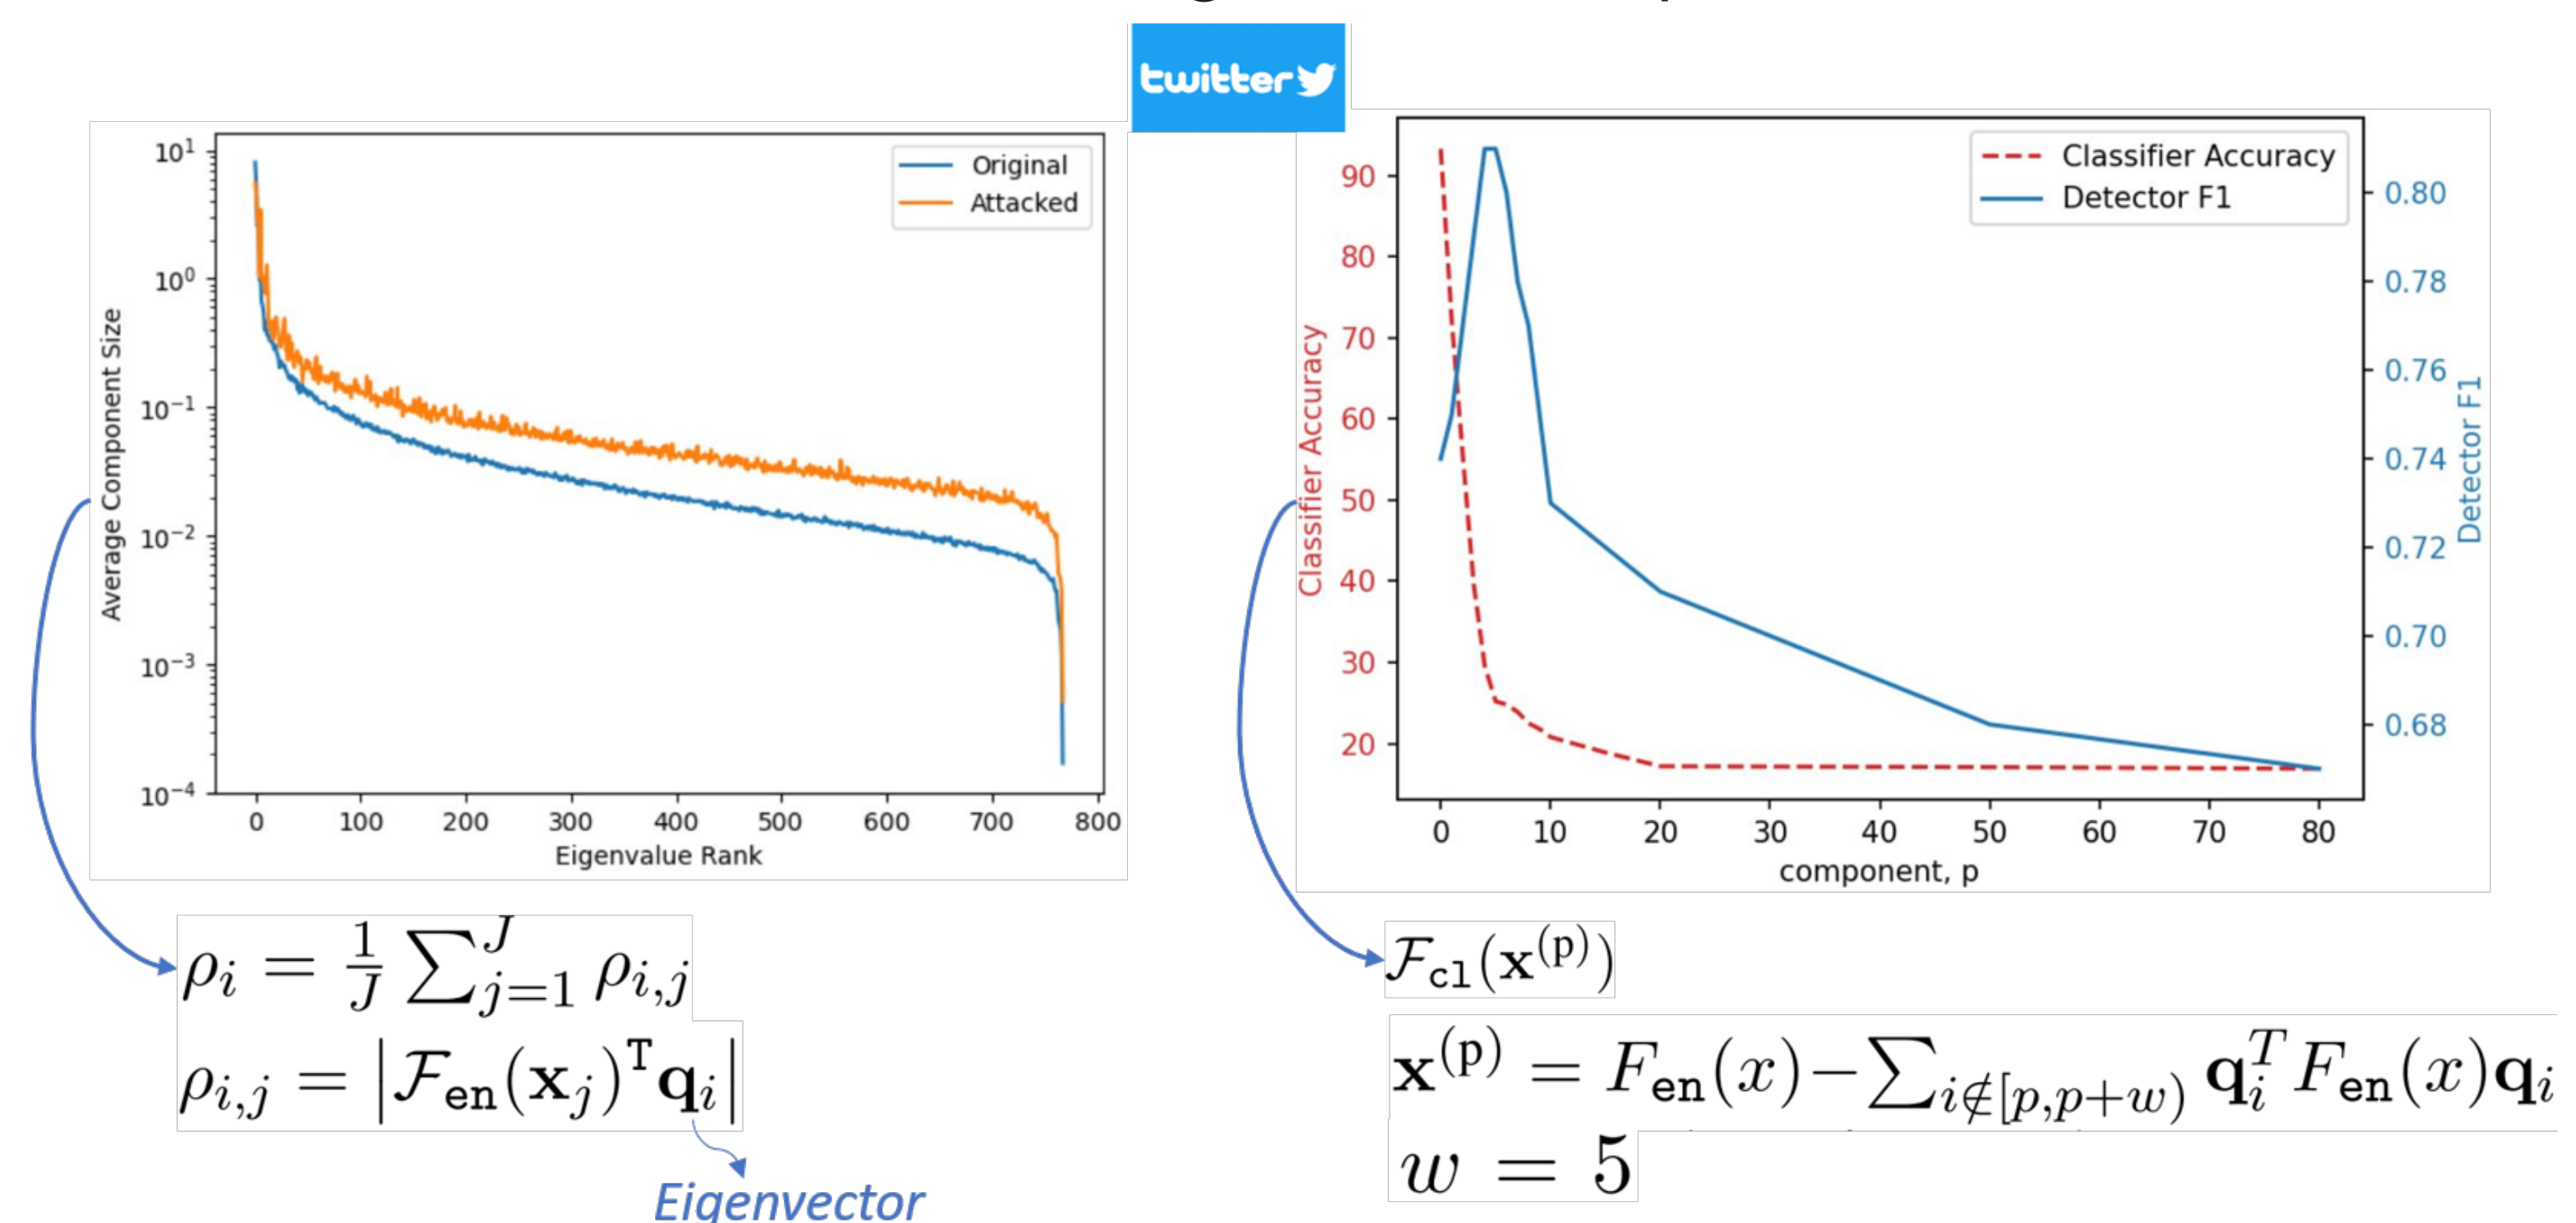 twitter
10^1
10^0
10^-1
10^-2
10^-3
10^-4
Average Component Size
Original
Attacked
0 100 200 300 400 500 600 700 800
Eigenvalue Rank
90
80
70
60
50
40
30
20
Classifier Accuracy
Classifier Accuracy
Detector F1
0.80
0.78
0.76
0.74
0.72
0.70
0.68
Detector F1
0 10 20 30 40 50 60 70 80
component, p
ρ_i = 1/J ∑_{j=1}^{J} ρ_{i,j}
ρ_{i,j} = |𝓕_en(𝐱_j)^T 𝐪_i|
Eigenvector
𝓕_cl(𝐱^(p))
𝐱^(p) = F_en(x) − ∑_{i∉[p,p+w)} 𝐪_i^T F_en(x)𝐪_i
w = 5